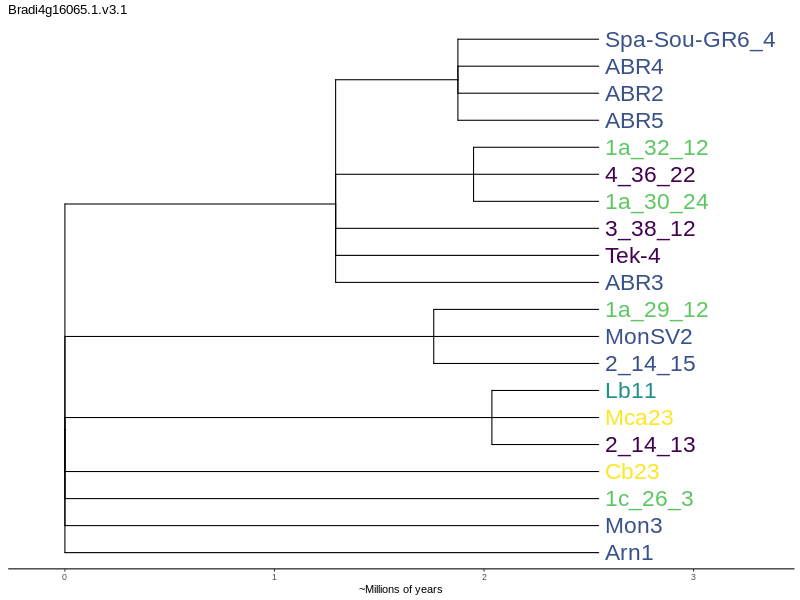 Bradi4g16065.1.v3.1
Spa-Sou-GR6_4
ABR4
ABR2
ABR5
1a_32_12
4_36_22
1a_30_24
3_38_12
Tek-4
ABR3
1a_29_12
MonSV2
2_14_15
Lb11
Mca23
2_14_13
Cb23
1c_26_3
Mon3
Arn1
0 1 2 3
~Millions of years